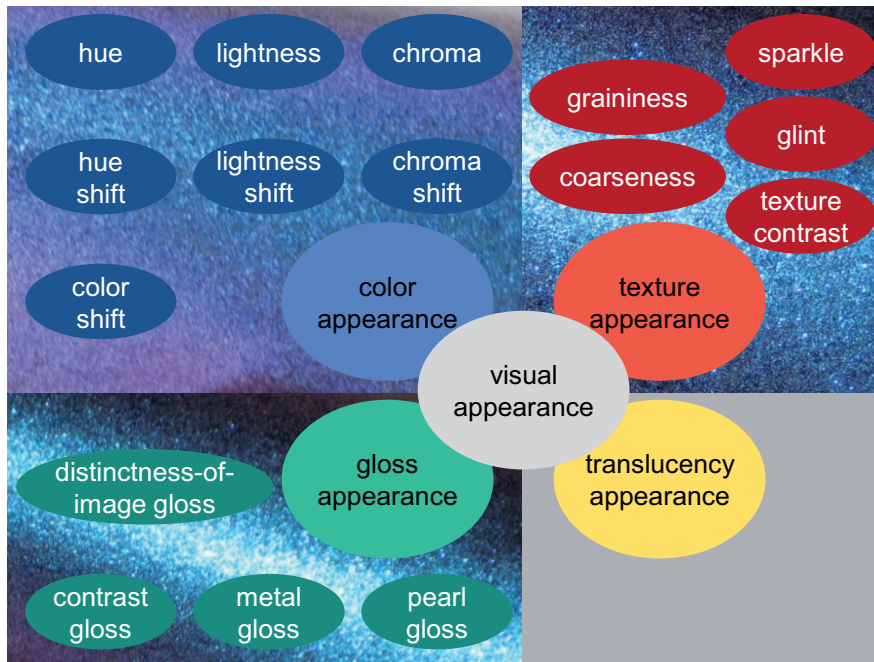 hue
lightness
chroma
hue
shift
lightness
shift
chroma
shift
color
shift
color
appearance
sparkle
graininess
glint
coarseness
texture
contrast
texture
appearance
visual
appearance
distinctness-of-
image gloss
gloss
appearance
contrast
gloss
metal
gloss
pearl
gloss
translucency
appearance